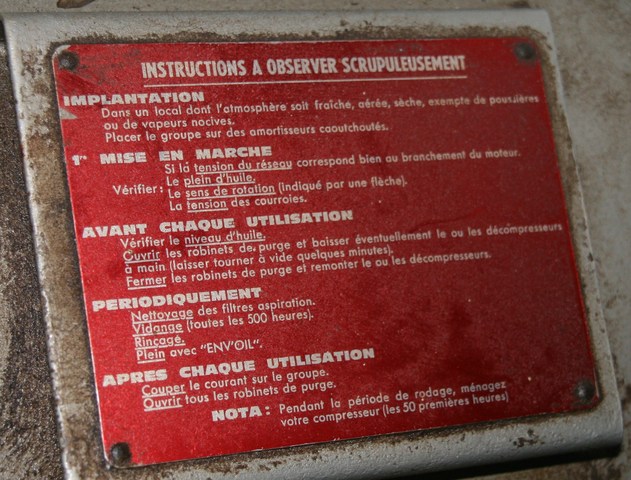 INSTRUCTIONS A OBSERVER SCRUPULEUSEMENT
IMPLANTATION
Dans un local dont l'atmosphère soit fraîche, aérée, sèche, exempte de poussières
ou de vapeurs nocives.
Placer le groupe sur des amortisseurs caoutchoutés.
1re MISE EN MARCHE
Si la tension du réseau correspond bien au branchement du moteur.
Le plein d'huile.
Vérifier: Le sens de rotation (indiqué par une flèche).
La tension des courroies.
AVANT CHAQUE UTILISATION
Vérifier le niveau d'huile.
Ouvrir les robinets de purge et baisser éventuellement le ou les décompresseurs
à main (laisser tourner à vide quelques minutes).
Fermer les robinets de purge et remonter le ou les décompresseurs.
PERIODIQUEMENT
Nettoyage des filtres aspiration.
Vidange (toutes les 500 heures).
Rinçage.
Plein avec "ENV'OIL".
APRES CHAQUE UTILISATION
Couper le courant sur le groupe.
Ouvrir tous les robinets de purge.
NOTA: Pendant la période de rodage, ménagez
votre compresseur (les 50 premières heures)